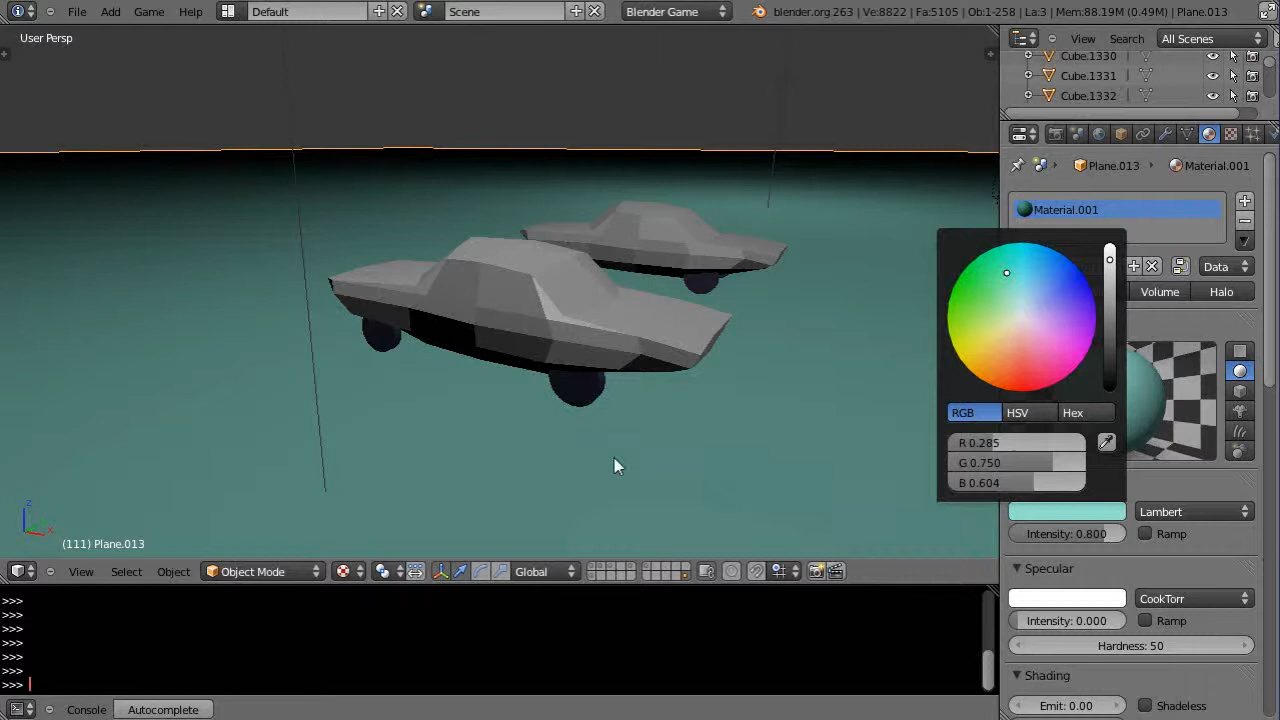 File Add Game Help Default Scene Blender Game blender.org 263 | Ve:8822 | Fa:5105 | Ob:1-258 | La:3 | Mem:88.19M (0.49M) | Plane.013
User Persp
View Search All Scenes
Cube.1330
Cube.1331
Cube.1332
Plane.013 Material.001
Material.001
Data
Volume Halo
RGB HSV Hex
R 0.285
G 0.750
B 0.604
Lambert
Intensity: 0.800 Ramp
Specular
CookTorr
Intensity: 0.000 Ramp
Hardness: 50
Shading
Emit: 0.00 Shadeless
z
x
(111) Plane.013
View Select Object Object Mode Global
>>>
>>>
>>>
>>>
>>>
>>>
>>>
Console Autocomplete